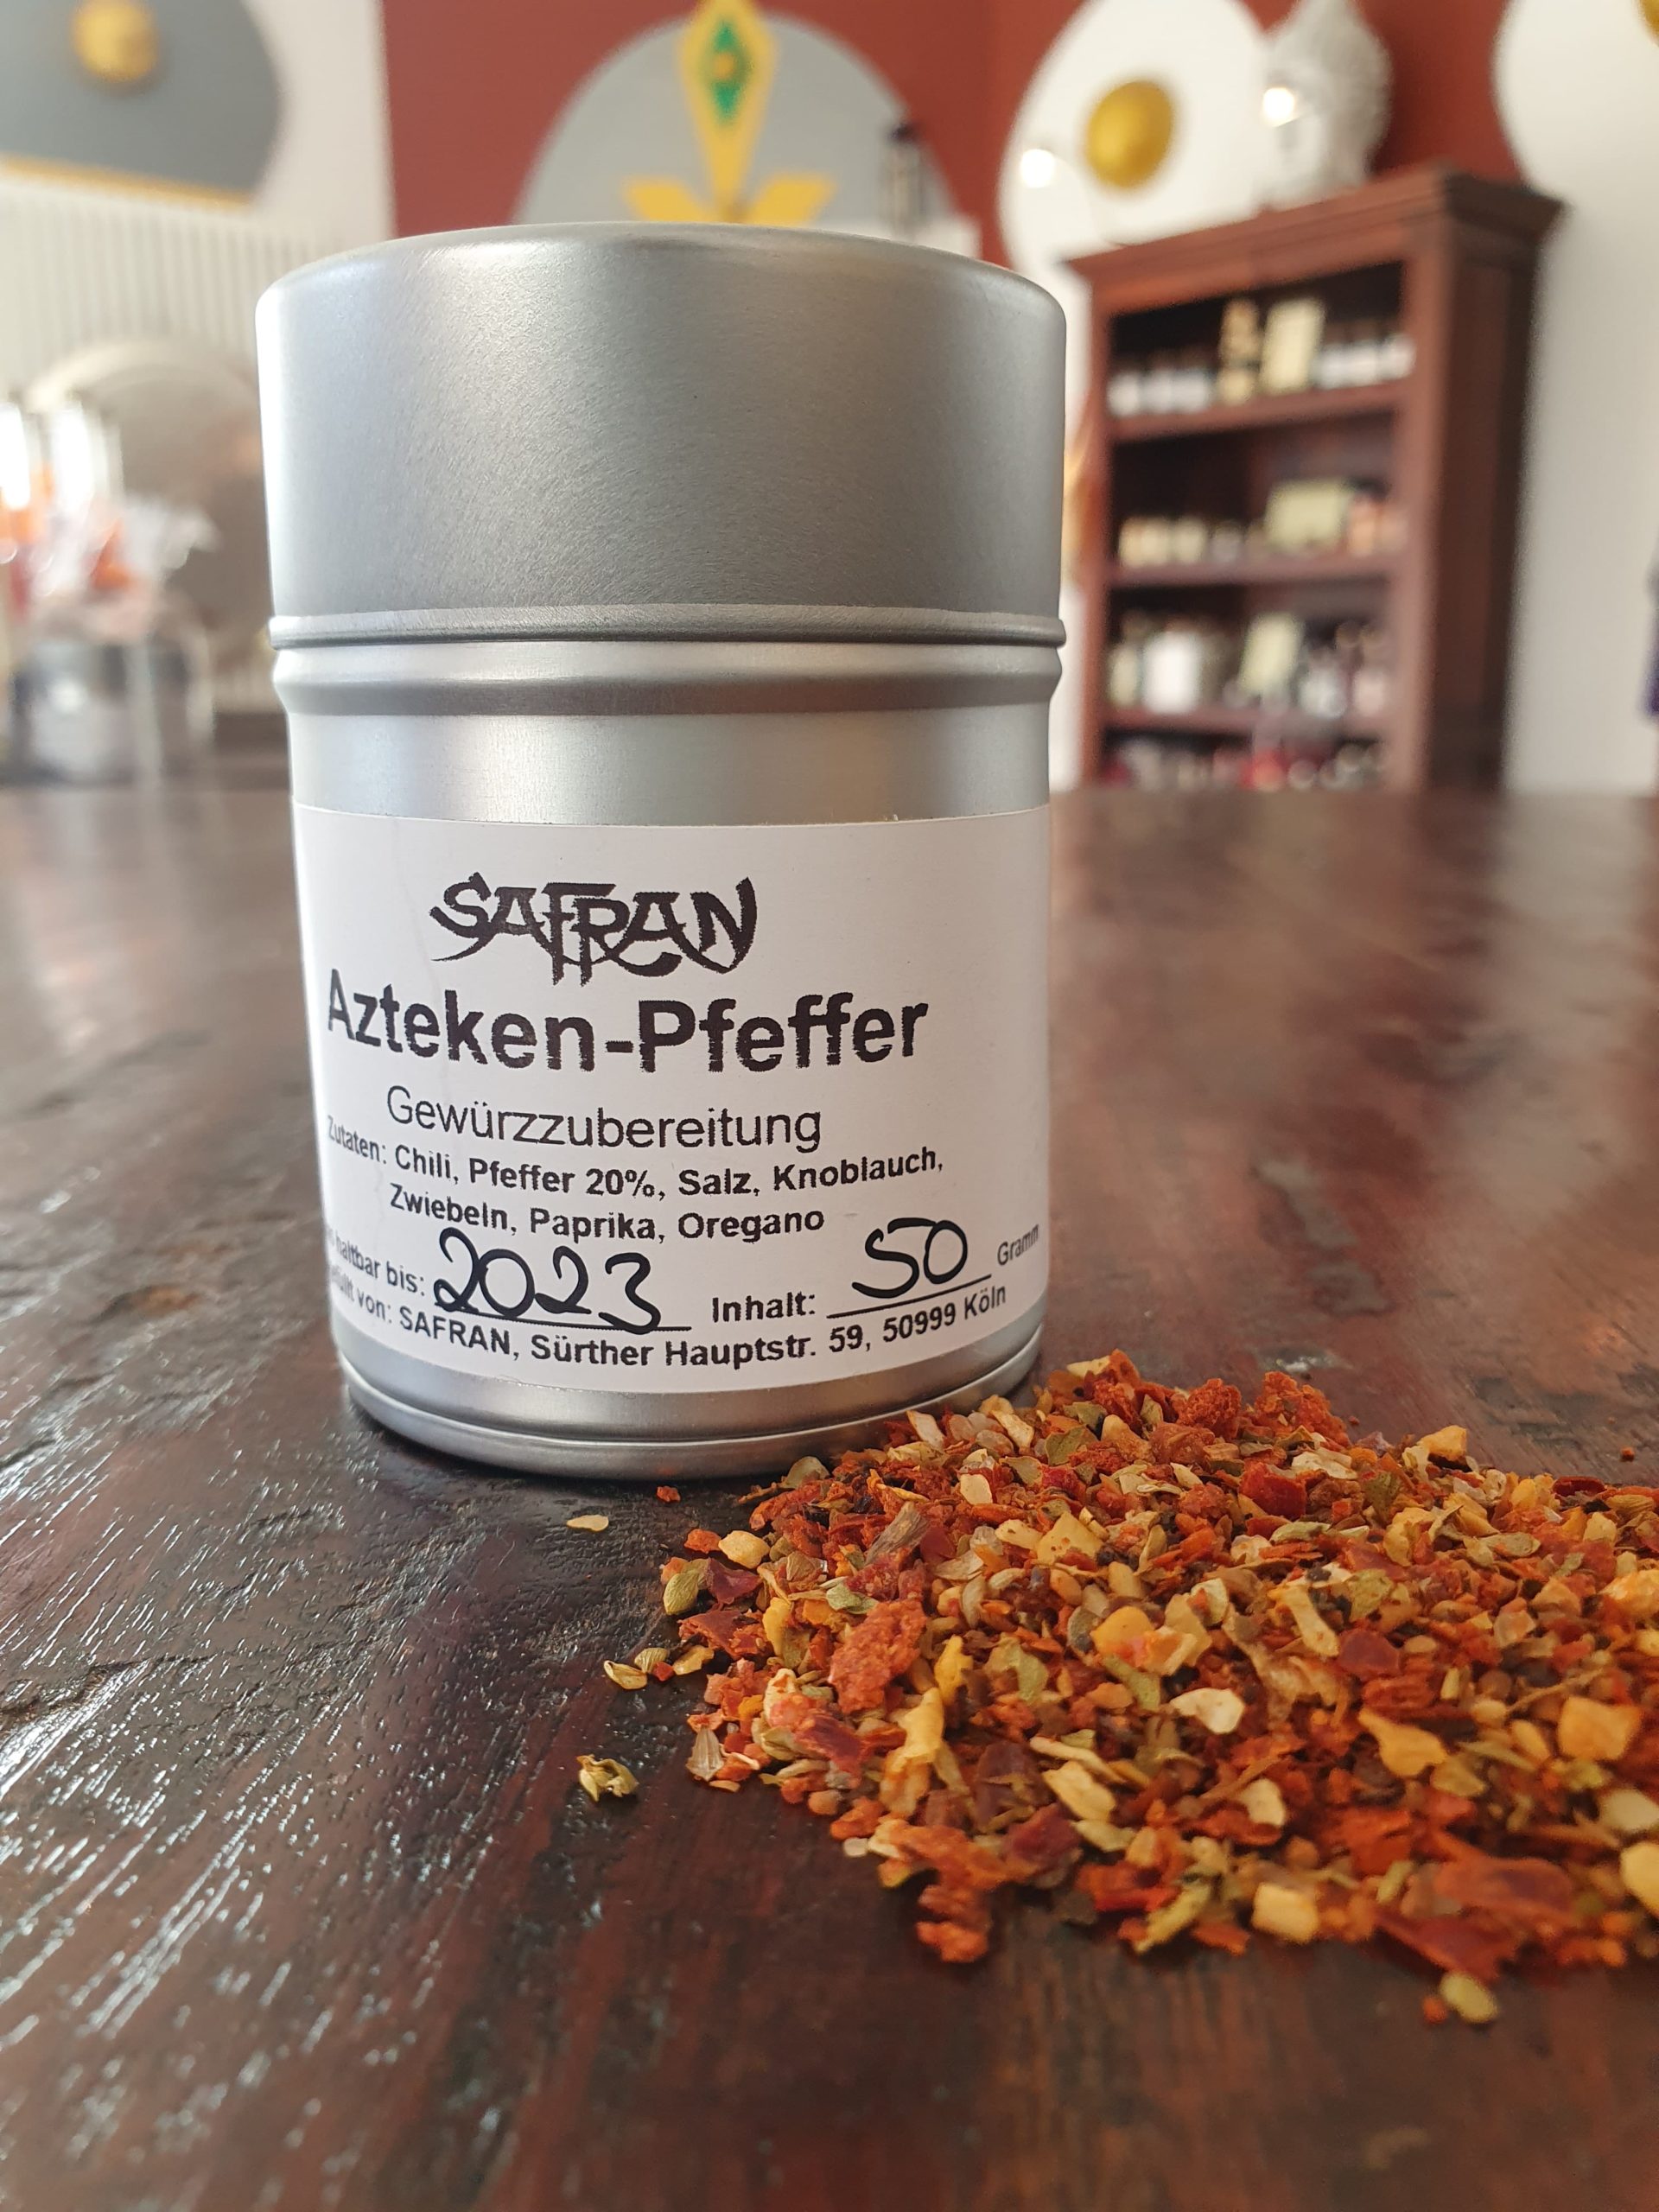 SAFRAN
Azteken-Pfeffer
Gewürzzubereitung
Zutaten: Chili, Pfeffer 20%, Salz, Knoblauch,
Zwiebeln, Paprika, Oregano
haltbar bis: 2023 Inhalt: 50 Gramm
von: SAFRAN, Sürther Hauptstr. 59, 50999 Köln